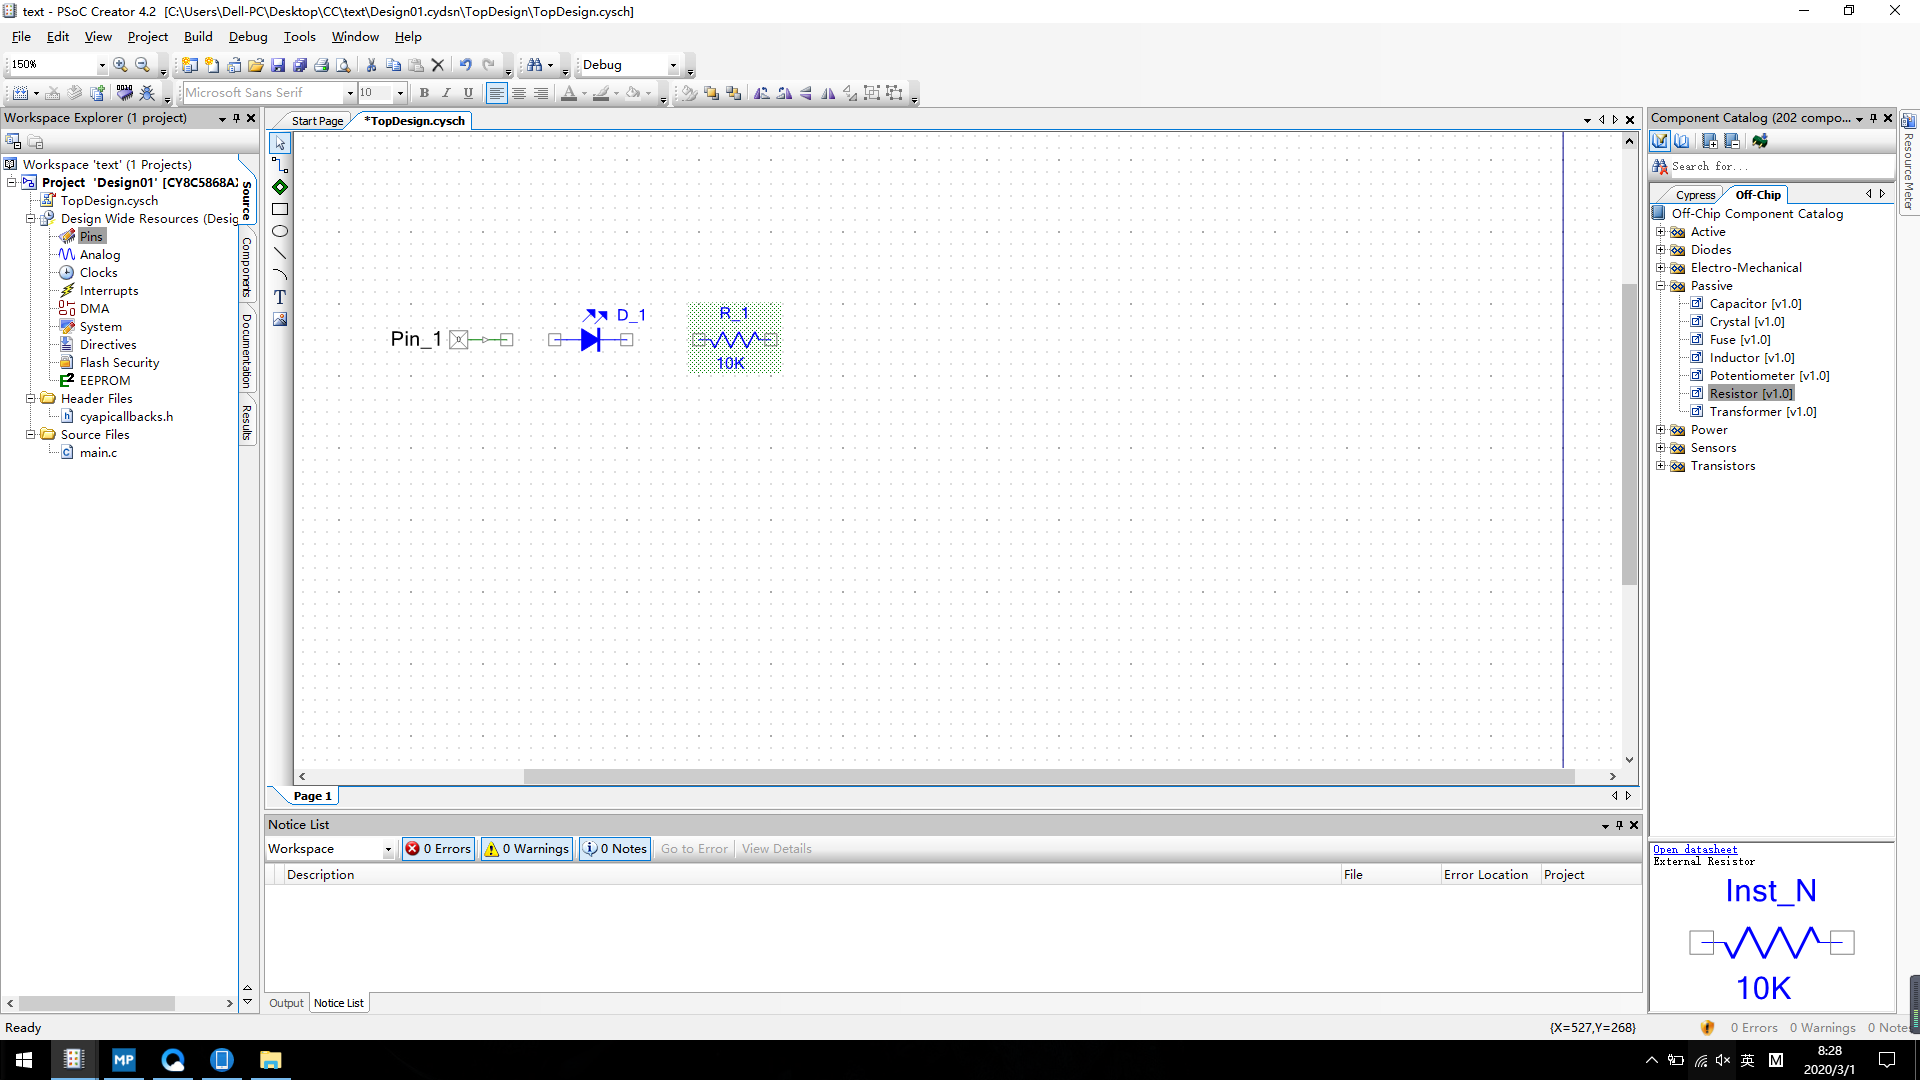 text - PSoC Creator 4.2 [C:\Users\Dell-PC\Desktop\CC\text\Design01.cydsn\TopDesign\TopDesign.cysch]
File Edit View Project Build Debug Tools Window Help
150% Debug
Microsoft Sans Serif 10 B I U A
Workspace Explorer (1 project)
Workspace 'text' (1 Projects)
Project 'Design01' [CY8C5868A
TopDesign.cysch
Design Wide Resources (Desig
Pins
Analog
Clocks
Interrupts
DMA
System
Directives
Flash Security
EEPROM
Header Files
cyapicallbacks.h
Source Files
main.c
Source
Components
Documentation
Results
Start Page *TopDesign.cysch
T
Pin_1
D_1
R_1
10K
Page 1
Notice List
Workspace 0 Errors 0 Warnings 0 Notes Go to Error View Details
Description File Error Location Project
Output Notice List
Component Catalog (202 compo...
Search for...
Cypress Off-Chip
Off-Chip Component Catalog
Active
Diodes
Electro-Mechanical
Passive
Capacitor [v1.0]
Crystal [v1.0]
Fuse [v1.0]
Inductor [v1.0]
Potentiometer [v1.0]
Resistor [v1.0]
Transformer [v1.0]
Power
Sensors
Transistors
Open datasheet
External Resistor
Inst_N
10K
Resource Meter
Ready {X=527,Y=268} 0 Errors 0 Warnings 0 Note
MP 英 M 8:28
2020/3/1